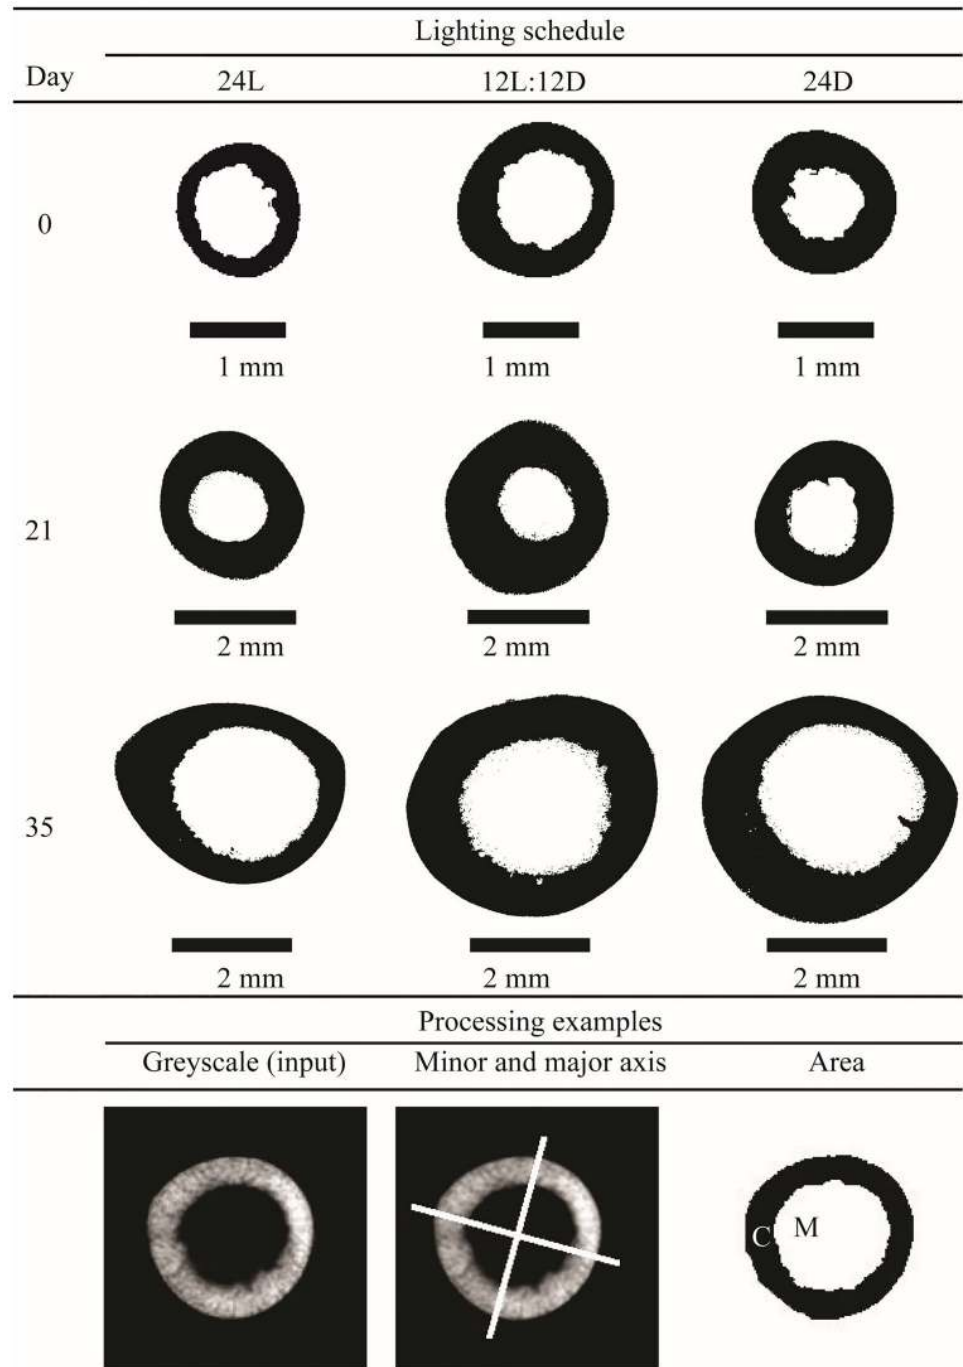 Lighting schedule
Day 24L 12L:12D 24D
0
1 mm 1 mm 1 mm
21
2 mm 2 mm 2 mm
35
2 mm 2 mm 2 mm
Processing examples
Greyscale (input) Minor and major axis Area
C M